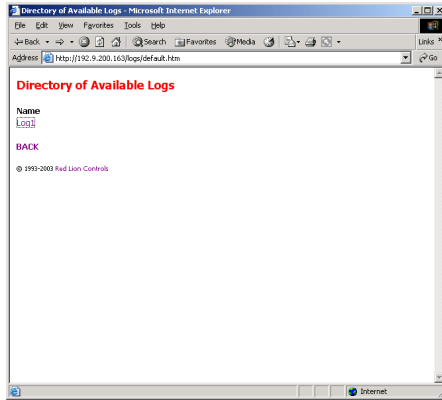 Directory of Available Logs - Microsoft Internet Explorer
File Edit View Favorites Tools Help
Back Search Favorites Media Links »
Address http://192.9.200.163/logs/default.htm Go
Directory of Available Logs
Name
Log1
BACK
© 1993-2003 Red Lion Controls
Internet